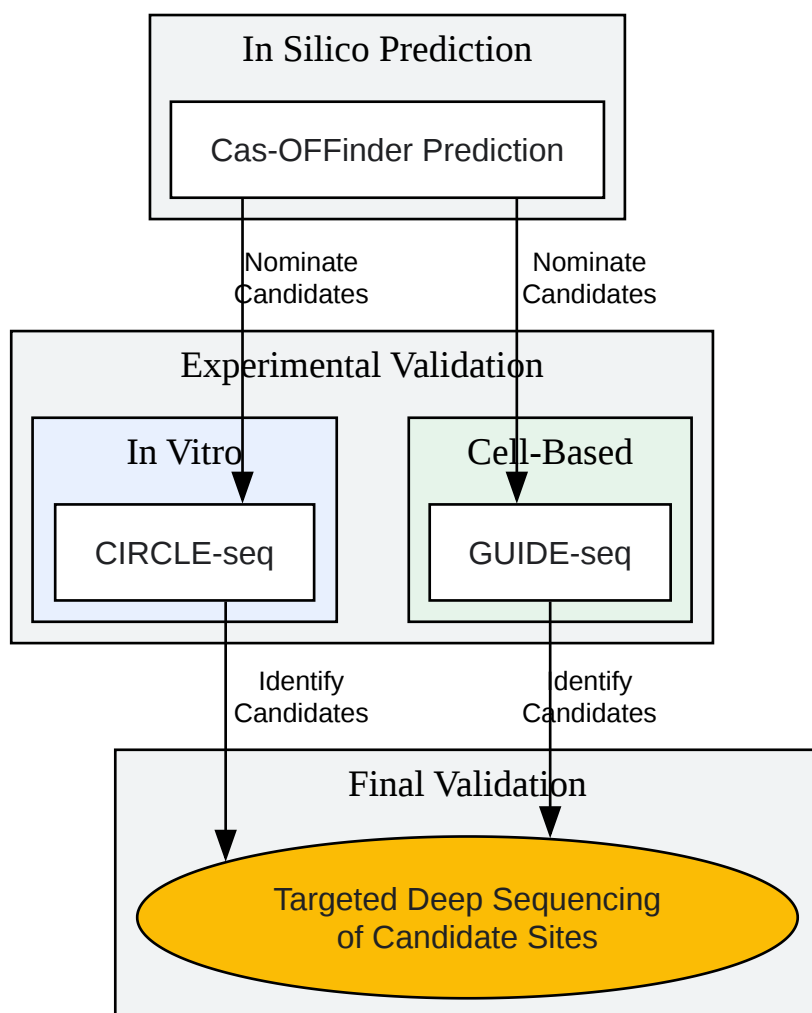 In Silico Prediction
Cas-OFFinder Prediction
Nominate
Candidates
Nominate
Candidates
Experimental Validation
In Vitro
Cell-Based
CIRCLE-seq
GUIDE-seq
Identify
Candidates
Identify
Candidates
Final Validation
Targeted Deep Sequencing
of Candidate Sites